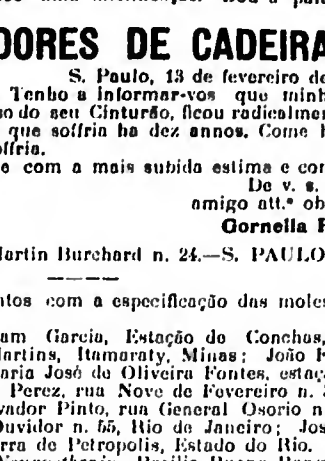 DORES DE CADEIRA
S. Paulo, 13 de fevereiro de
Tenho a informar-vos que minh
so do seu Cinturão, ficou radicalmen
que soffria ha dez annos. Como
offria.
e com a mais subida estima e con
De v. s.
amigo att.º ob
Cornelia
Martin Burchard n. 24.—S. PAULO
ntos com a especificação das moles
am Garcia, Estação de Conchas,
Martins, Itamaraty, Minas; João F
aria José de Oliveira Fontes, estaç
Perez, rua Nove de Fevereiro n.
vador Pinto, rua General Osorio n
Ouvidor n. 55, Rio de Janeiro; Jos
rra de Petropolis, Estado do Rio.